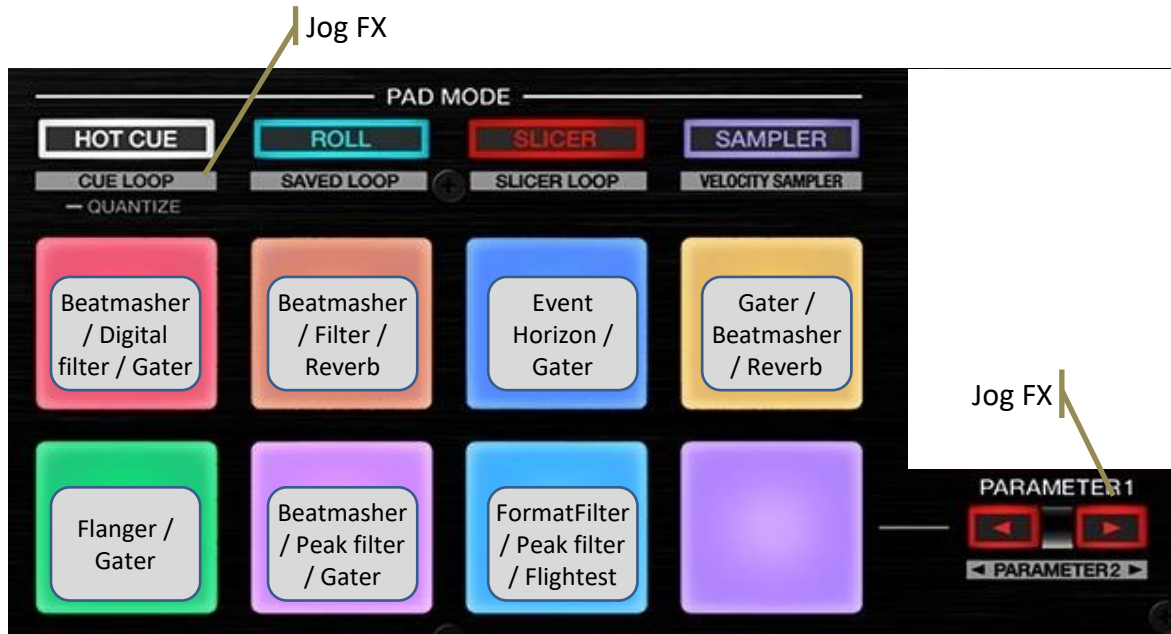 Jog FX
PAD MODE
HOT CUE
ROLL
SLICER
SAMPLER
CUE LOOP
SAVED LOOP
SLICER LOOP
VELOCITY SAMPLER
— QUANTIZE
Beatmasher
/ Digital
filter / Gater
Beatmasher
/ Filter /
Reverb
Event
Horizon /
Gater
Gater /
Beatmasher
/ Reverb
Jog FX
Flanger /
Gater
Beatmasher
/ Peak filter
/ Gater
FormatFilter
/ Peak filter
/ Flightest
PARAMETER1
◄ ►
◄ PARAMETER2 ►